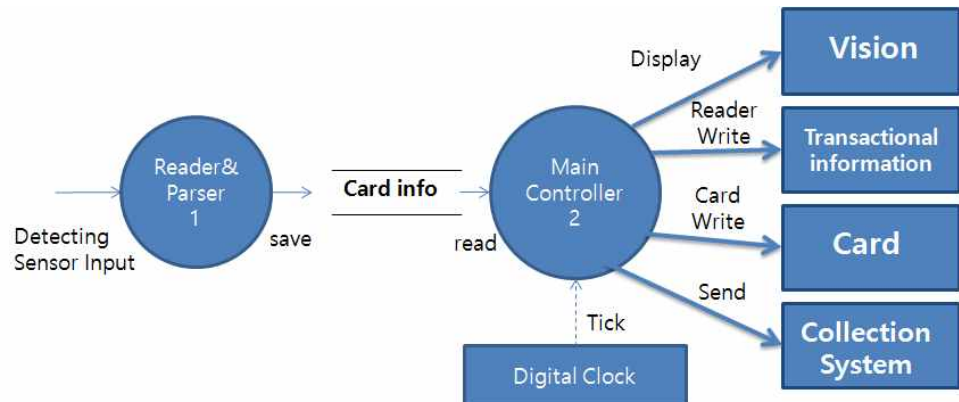 Detecting
Sensor Input
Reader&
Parser
1
save
Card info
read
Main
Controller
2
Tick
Digital Clock
Display
Vision
Reader
Write
Transactional
information
Card
Write
Card
Send
Collection
System